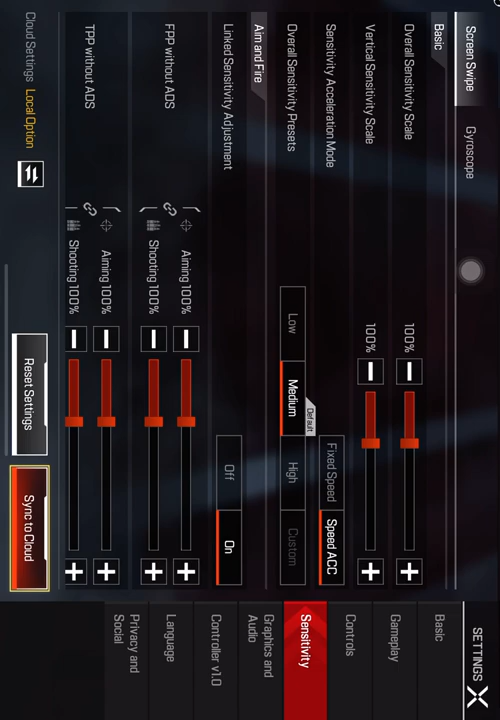 SETTINGS
Basic
Gameplay
Controls
Sensitivity
Graphics and
Audio
Controller v1.0
Language
Privacy and
Social
Screen Swipe
Gyroscope
Basic
Overall Sensitivity Scale
100%
Vertical Sensitivity Scale
100%
Sensitivity Acceleration Mode
Fixed Speed
Speed ACC
Default
Overall Sensitivity Presets
Low
Medium
High
Custom
Aim and Fire
Linked Sensitivity Adjustment
Off
On
FPP without ADS
Aiming 100%
Shooting 100%
TPP without ADS
Aiming 100%
Shooting 100%
Cloud Settings
Local Option
Reset Settings
Sync to Cloud